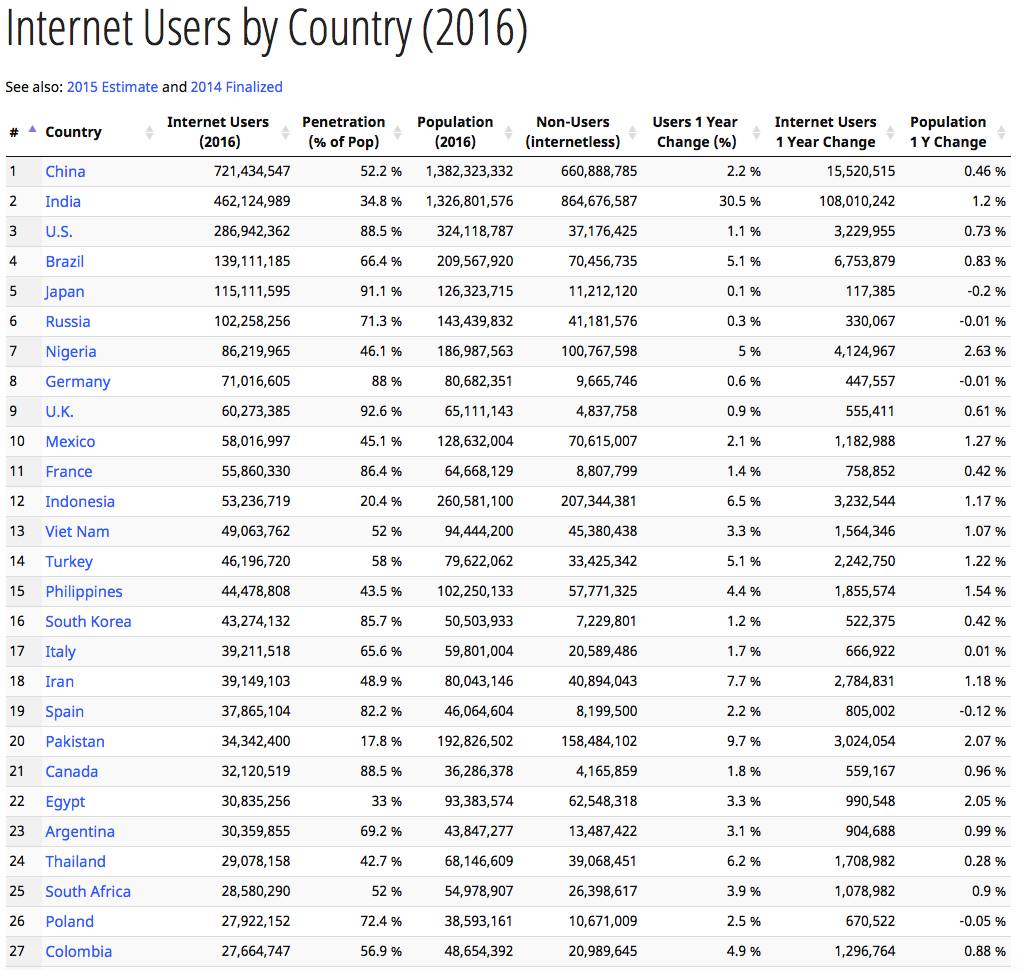 Internet Users by Country (2016)
See also: 2015 Estimate and 2014 Finalized
# Country Internet Users (2016) Penetration (% of Pop) Population (2016) Non-Users (internetless) Users 1 Year Change (%) Internet Users 1 Year Change Population 1 Y Change
1 China 721,434,547 52.2 % 1,382,323,332 660,888,785 2.2 % 15,520,515 0.46 %
2 India 462,124,989 34.8 % 1,326,801,576 864,676,587 30.5 % 108,010,242 1.2 %
3 U.S. 286,942,362 88.5 % 324,118,787 37,176,425 1.1 % 3,229,955 0.73 %
4 Brazil 139,111,185 66.4 % 209,567,920 70,456,735 5.1 % 6,753,879 0.83 %
5 Japan 115,111,595 91.1 % 126,323,715 11,212,120 0.1 % 117,385 -0.2 %
6 Russia 102,258,256 71.3 % 143,439,832 41,181,576 0.3 % 330,067 -0.01 %
7 Nigeria 86,219,965 46.1 % 186,987,563 100,767,598 5 % 4,124,967 2.63 %
8 Germany 71,016,605 88 % 80,682,351 9,665,746 0.6 % 447,557 -0.01 %
9 U.K. 60,273,385 92.6 % 65,111,143 4,837,758 0.9 % 555,411 0.61 %
10 Mexico 58,016,997 45.1 % 128,632,004 70,615,007 2.1 % 1,182,988 1.27 %
11 France 55,860,330 86.4 % 64,668,129 8,807,799 1.4 % 758,852 0.42 %
12 Indonesia 53,236,719 20.4 % 260,581,100 207,344,381 6.5 % 3,232,544 1.17 %
13 Viet Nam 49,063,762 52 % 94,444,200 45,380,438 3.3 % 1,564,346 1.07 %
14 Turkey 46,196,720 58 % 79,622,062 33,425,342 5.1 % 2,242,750 1.22 %
15 Philippines 44,478,808 43.5 % 102,250,133 57,771,325 4.4 % 1,855,574 1.54 %
16 South Korea 43,274,132 85.7 % 50,503,933 7,229,801 1.2 % 522,375 0.42 %
17 Italy 39,211,518 65.6 % 59,801,004 20,589,486 1.7 % 666,922 0.01 %
18 Iran 39,149,103 48.9 % 80,043,146 40,894,043 7.7 % 2,784,831 1.18 %
19 Spain 37,865,104 82.2 % 46,064,604 8,199,500 2.2 % 805,002 -0.12 %
20 Pakistan 34,342,400 17.8 % 192,826,502 158,484,102 9.7 % 3,024,054 2.07 %
21 Canada 32,120,519 88.5 % 36,286,378 4,165,859 1.8 % 559,167 0.96 %
22 Egypt 30,835,256 33 % 93,383,574 62,548,318 3.3 % 990,548 2.05 %
23 Argentina 30,359,855 69.2 % 43,847,277 13,487,422 3.1 % 904,688 0.99 %
24 Thailand 29,078,158 42.7 % 68,146,609 39,068,451 6.2 % 1,708,982 0.28 %
25 South Africa 28,580,290 52 % 54,978,907 26,398,617 3.9 % 1,078,982 0.9 %
26 Poland 27,922,152 72.4 % 38,593,161 10,671,009 2.5 % 670,522 -0.05 %
27 Colombia 27,664,747 56.9 % 48,654,392 20,989,645 4.9 % 1,296,764 0.88 %